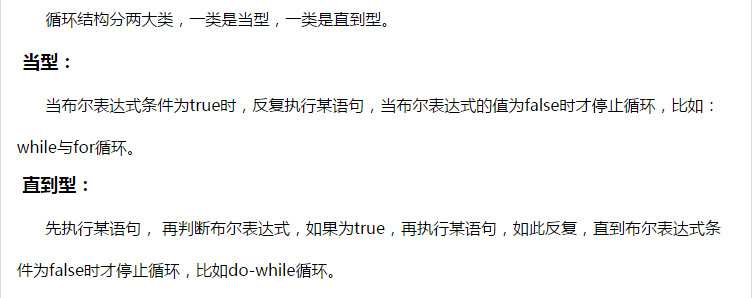 循环结构分两大类，一类是当型，一类是直到型。
当型：
当布尔表达式条件为true时，反复执行某语句，当布尔表达式的值为false时才停止循环，比如：
while与for循环。
直到型：
先执行某语句， 再判断布尔表达式，如果为true，再执行某语句，如此反复，直到布尔表达式条
件为false时才停止循环，比如do-while循环。